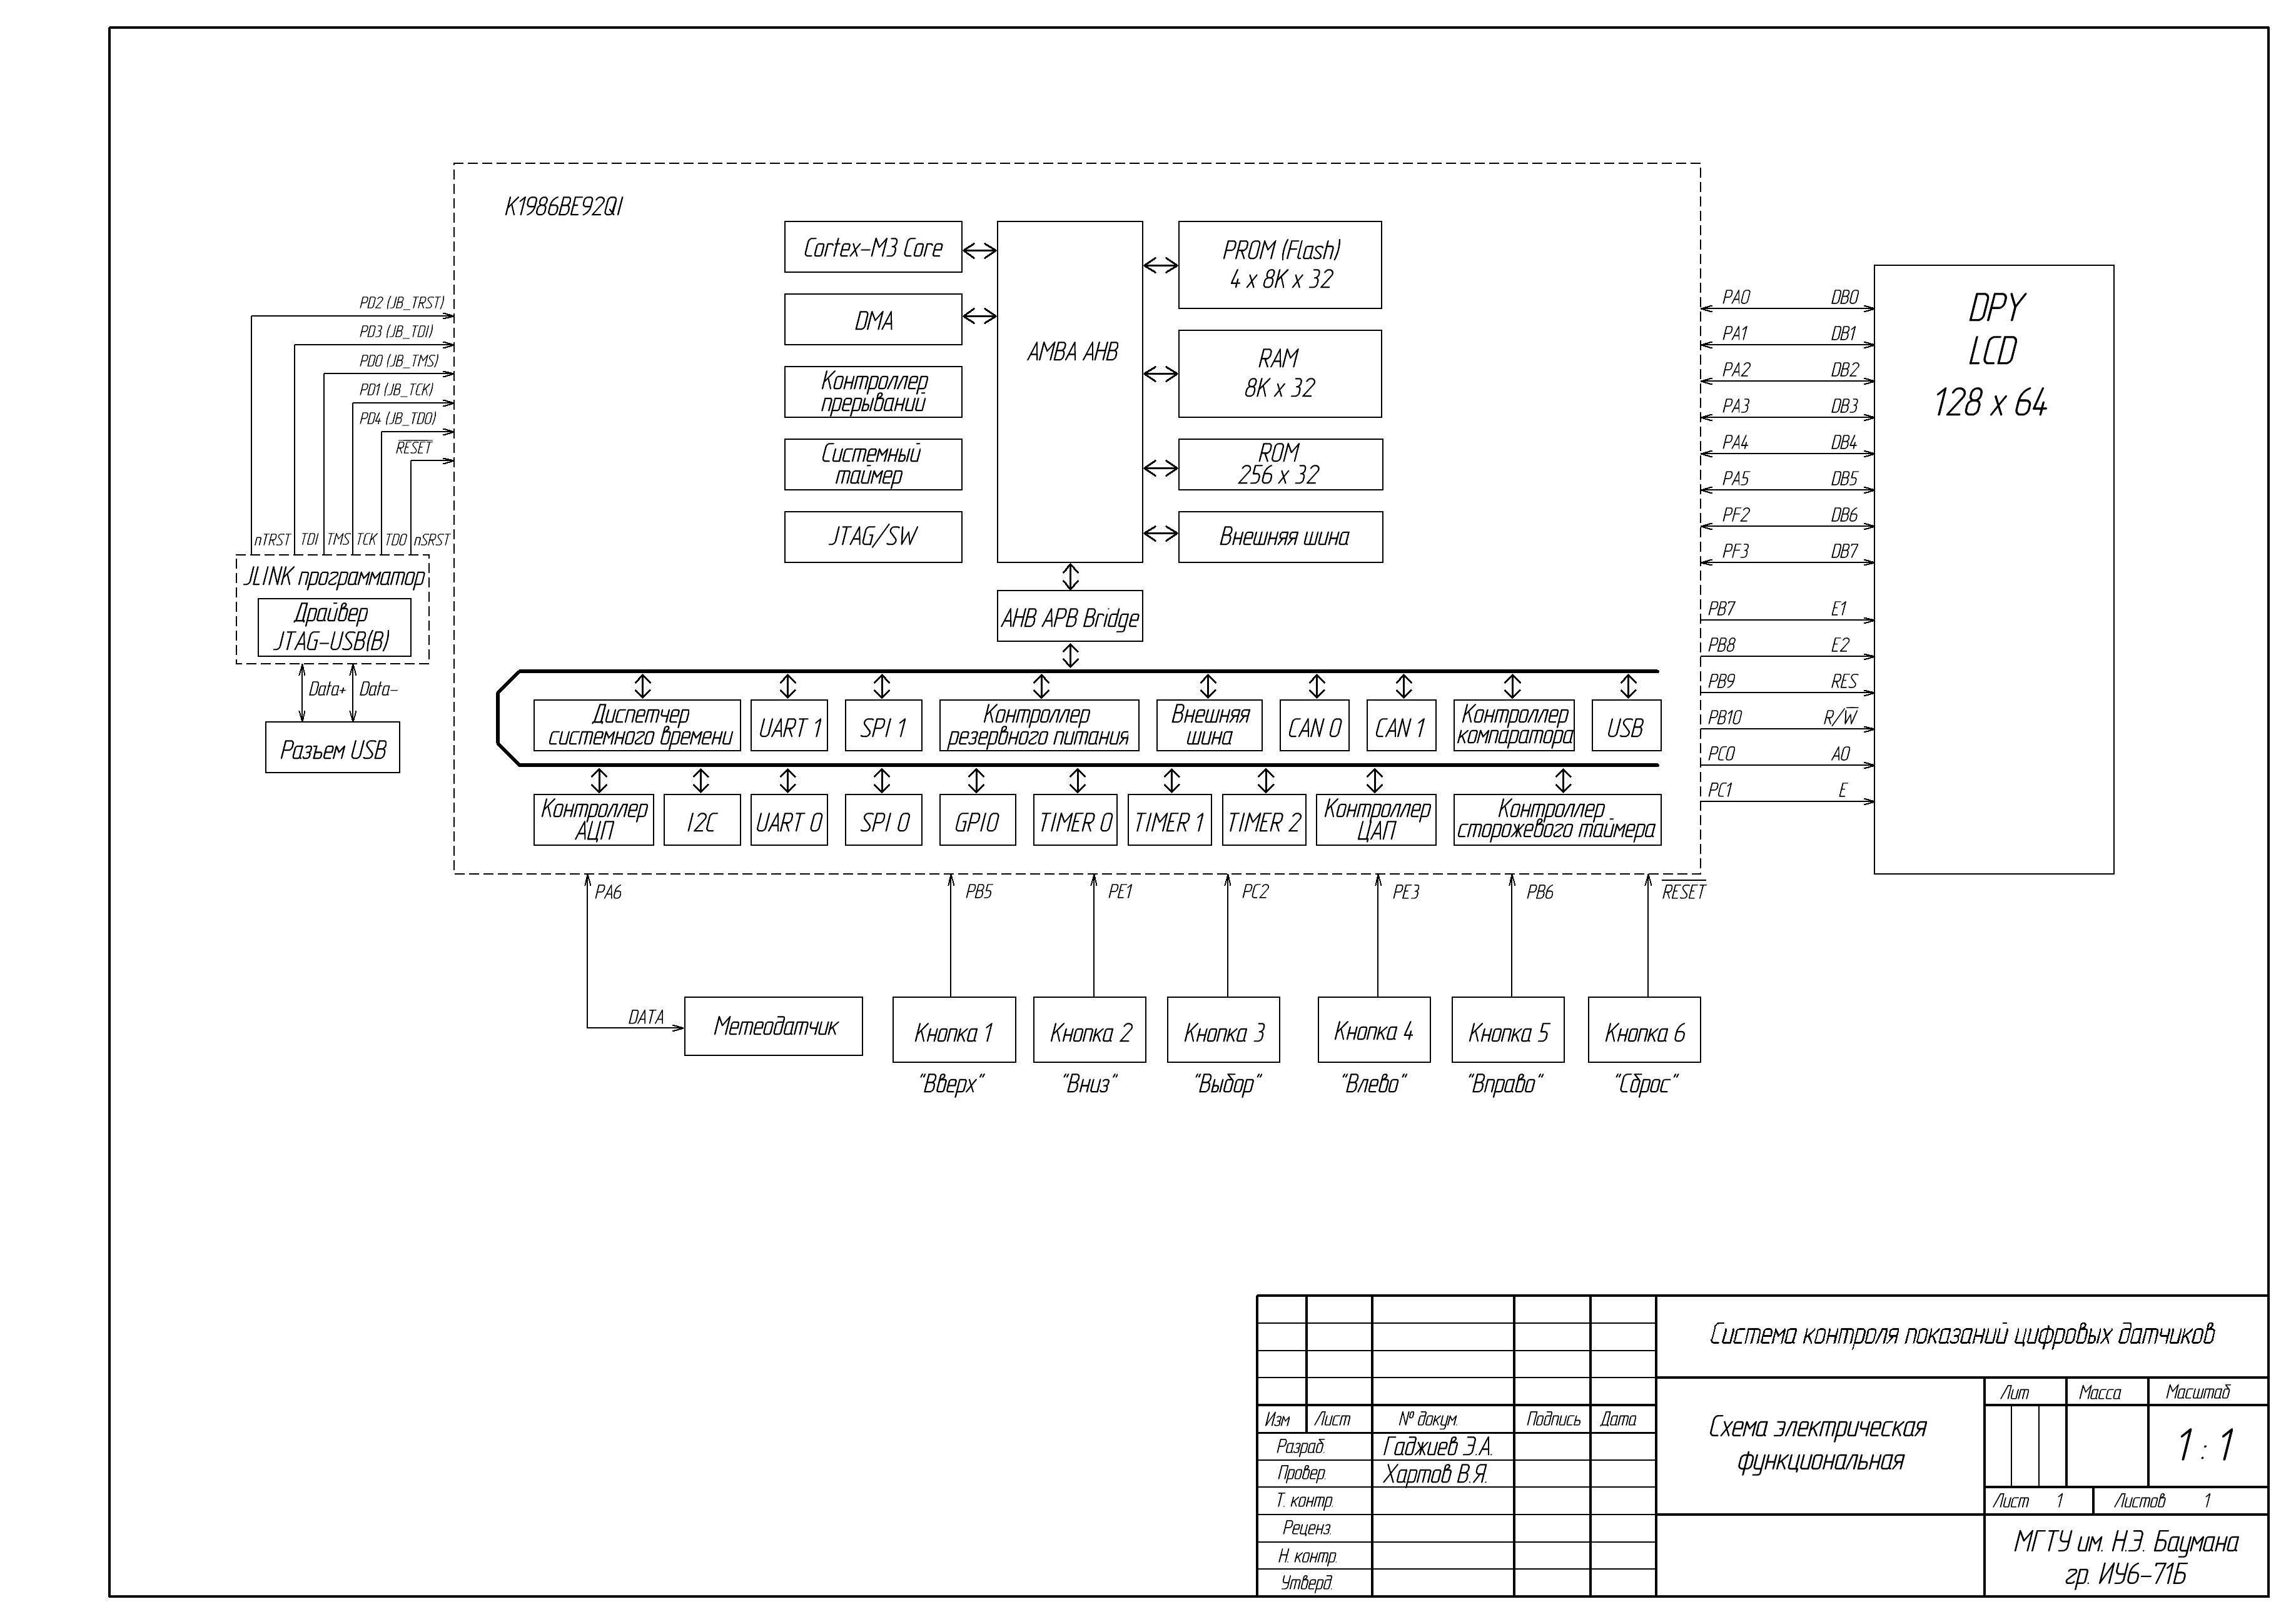 K1986BE92QI
Cortex-M3 Core
DMA
Контроллер
прерываний
Системный
таймер
JTAG/SW
AMBA AHB
PROM (Flash)
4 x 8K x 32
RAM
8K x 32
ROM
256 x 32
Внешняя шина
AHB APB Bridge
Диспетчер
системного времени
UART 1
SPI 1
Контроллер
резервного питания
Внешняя
шина
CAN 0
CAN 1
Контроллер
компаратора
USB
Контроллер
АЦП
I2C
UART 0
SPI 0
GPIO
TIMER 0
TIMER 1
TIMER 2
Контроллер
ЦАП
Контроллер
сторожевого таймера
PD2 (JB_TRST)
PD3 (JB_TDI)
PD0 (JB_TMS)
PD1 (JB_TCK)
PD4 (JB_TDO)
RESET
nTRST TDI TMS TCK TDO nSRST
JLINK программатор
Драйвер
JTAG-USB(B)
Data+ Data-
Разъем USB
PA0 DB0
PA1 DB1
PA2 DB2
PA3 DB3
PA4 DB4
PA5 DB5
PF2 DB6
PF3 DB7
PB7 E1
PB8 E2
PB9 RES
PB10 R/W
PC0 A0
PC1 E
DPY
LCD
128 x 64
PA6 PB5 PE1 PC2 PE3 PB6 RESET
DATA
Метеодатчик
Кнопка 1
Кнопка 2
Кнопка 3
Кнопка 4
Кнопка 5
Кнопка 6
"Вверх"
"Вниз"
"Выбор"
"Влево"
"Вправо"
"Сброс"
Система контроля показаний цифровых датчиков
Изм Лист № докум. Подпись Дата
Разраб. Гаджиев Э.А.
Провер. Хартов В.Я.
Т. контр.
Реценз.
Н. контр.
Утверд.
Схема электрическая
функциональная
Лит Масса Масштаб
1 : 1
Лист 1 Листов 1
МГТУ им. Н.Э. Баумана
гр. ИУ6-71Б